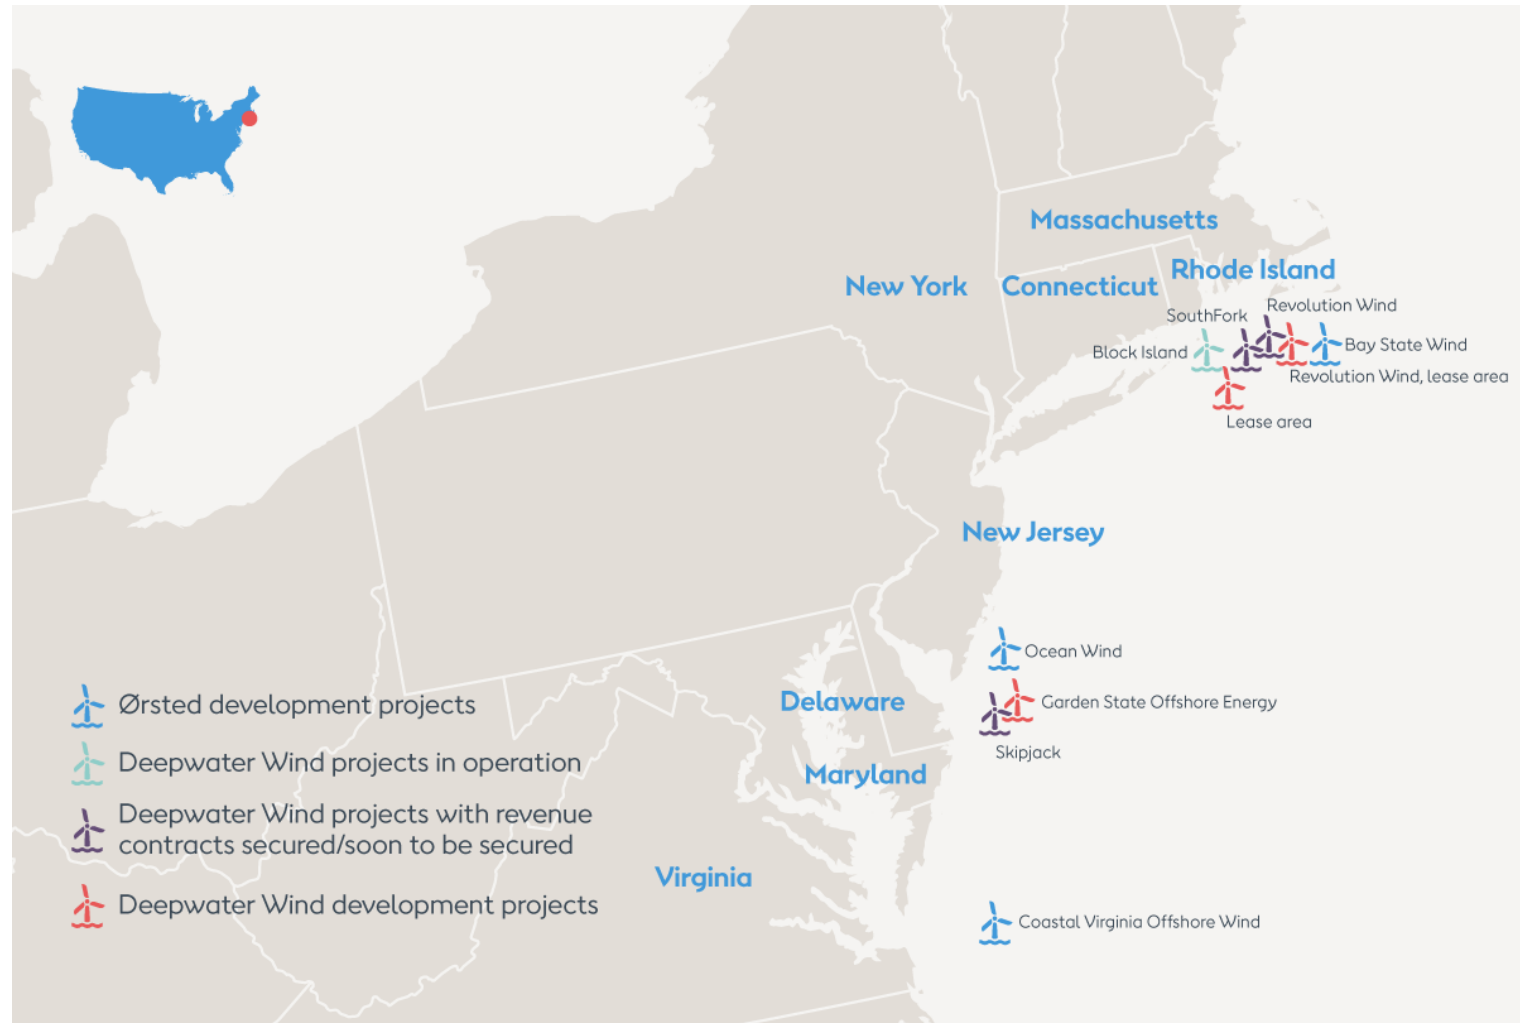 Massachusetts
Rhode Island
New York
Connecticut
Revolution Wind
SouthFork
Block Island
Bay State Wind
Revolution Wind, lease area
Lease area
New Jersey
Ocean Wind
Delaware
Garden State Offshore Energy
Skipjack
Maryland
Virginia
Coastal Virginia Offshore Wind
Ørsted development projects
Deepwater Wind projects in operation
Deepwater Wind projects with revenue
contracts secured/soon to be secured
Deepwater Wind development projects